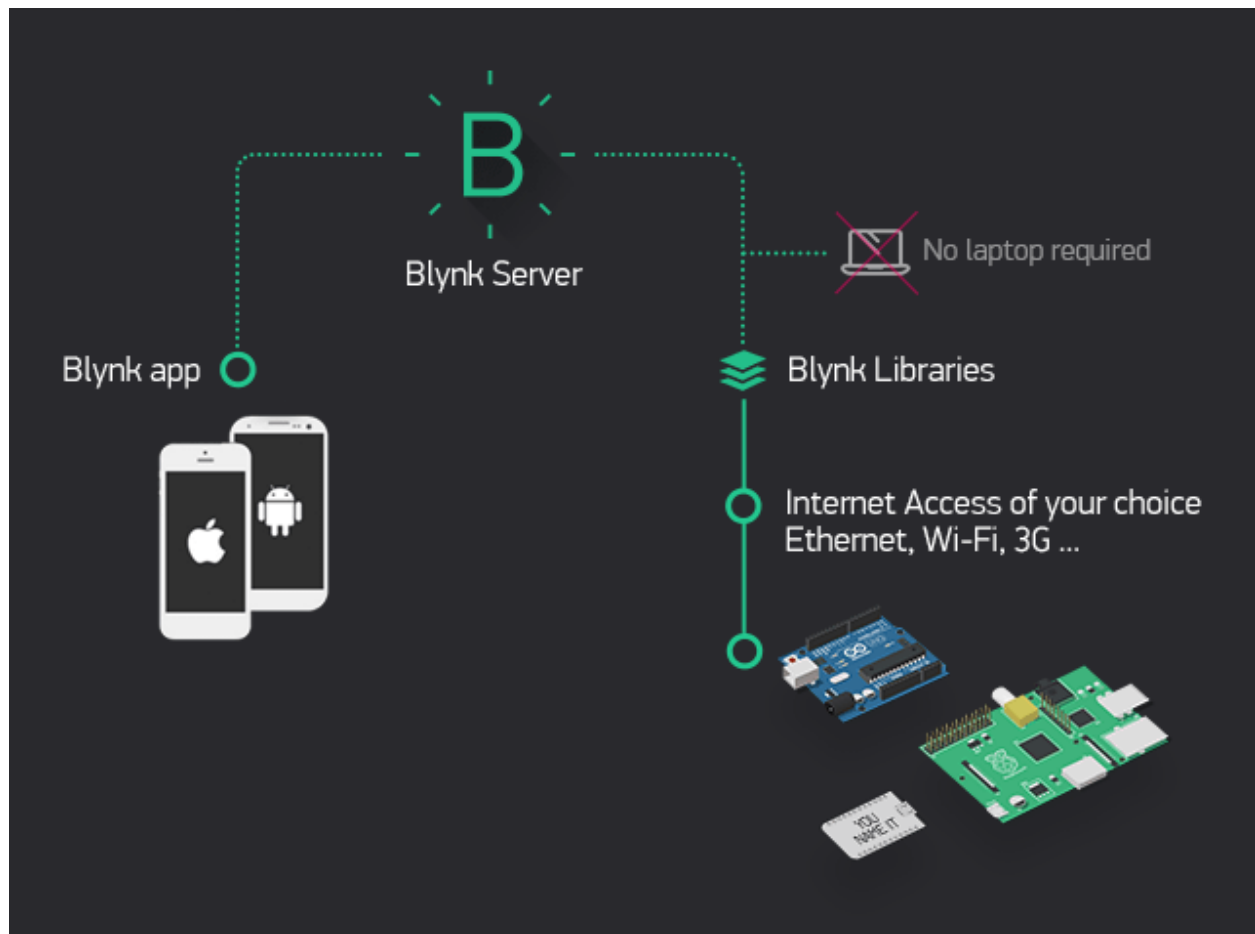 B
Blynk Server
No laptop required
Blynk app
Blynk Libraries
Internet Access of your choice
Ethernet, Wi-Fi, 3G ...
UNO
YOU
NAME IT